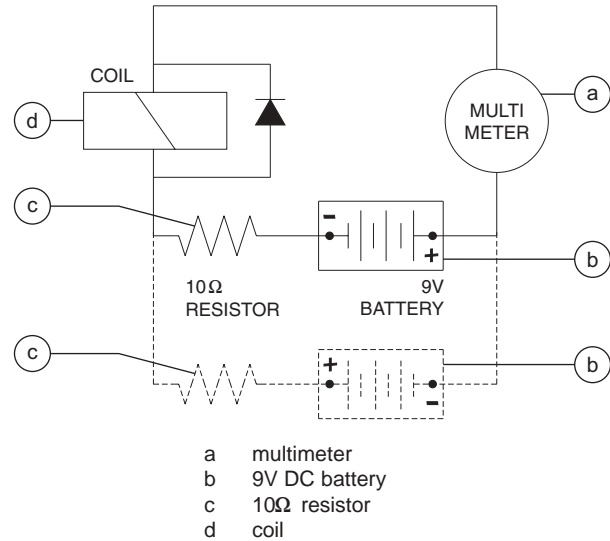 COIL
d
MULTI
METER
a
c
-
+
10Ω
RESISTOR
9V
BATTERY
b
c
+
-
b
a multimeter
b 9V DC battery
c 10Ω resistor
d coil